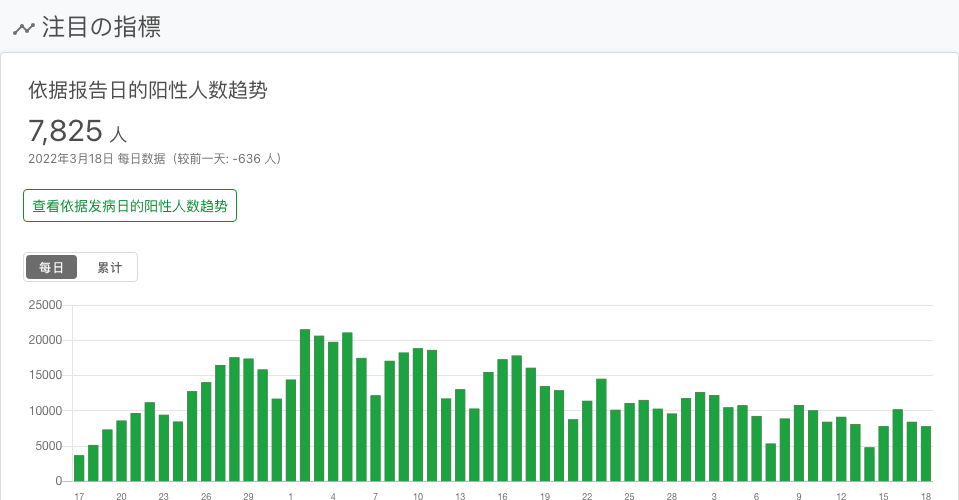 注目の指標
依据报告日的阳性人数趋势
7,825 人
2022年3月18日 每日数据（较前一天: -636 人）
查看依据发病日的阳性人数趋势
每日 累计
25000
20000
15000
10000
5000
0
17 20 23 26 29 1 4 7 10 13 16 19 22 25 28 3 6 9 12 15 18